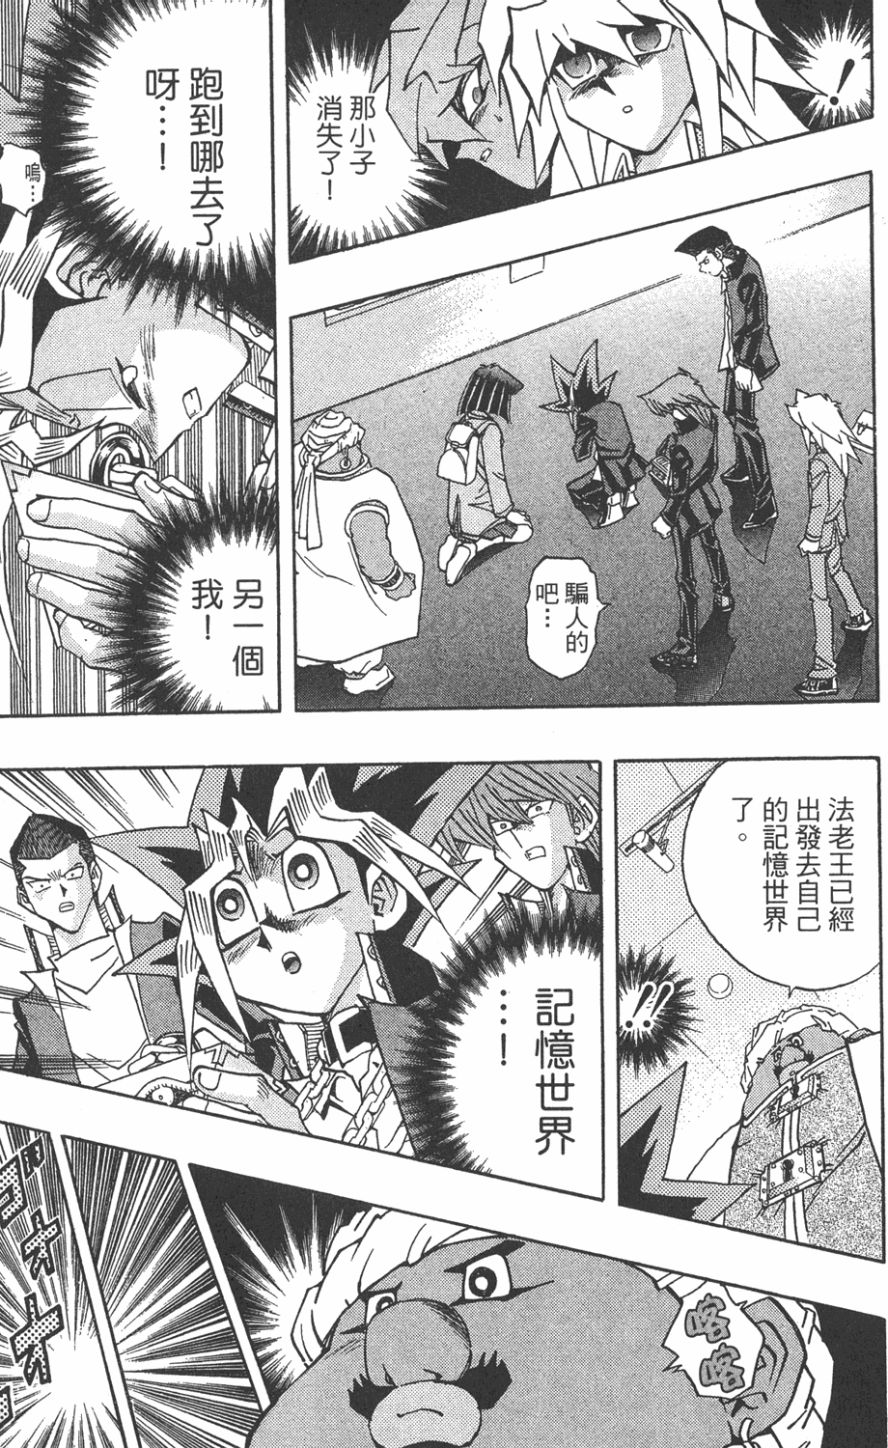 ！
那小子
消失了！
跑到哪去了
呀…！
嗚…
騙人的
吧…
另一個
我！
法老王已經
出發去自己
的記憶世界
了。
！！
記憶世界
…！
喀
喀